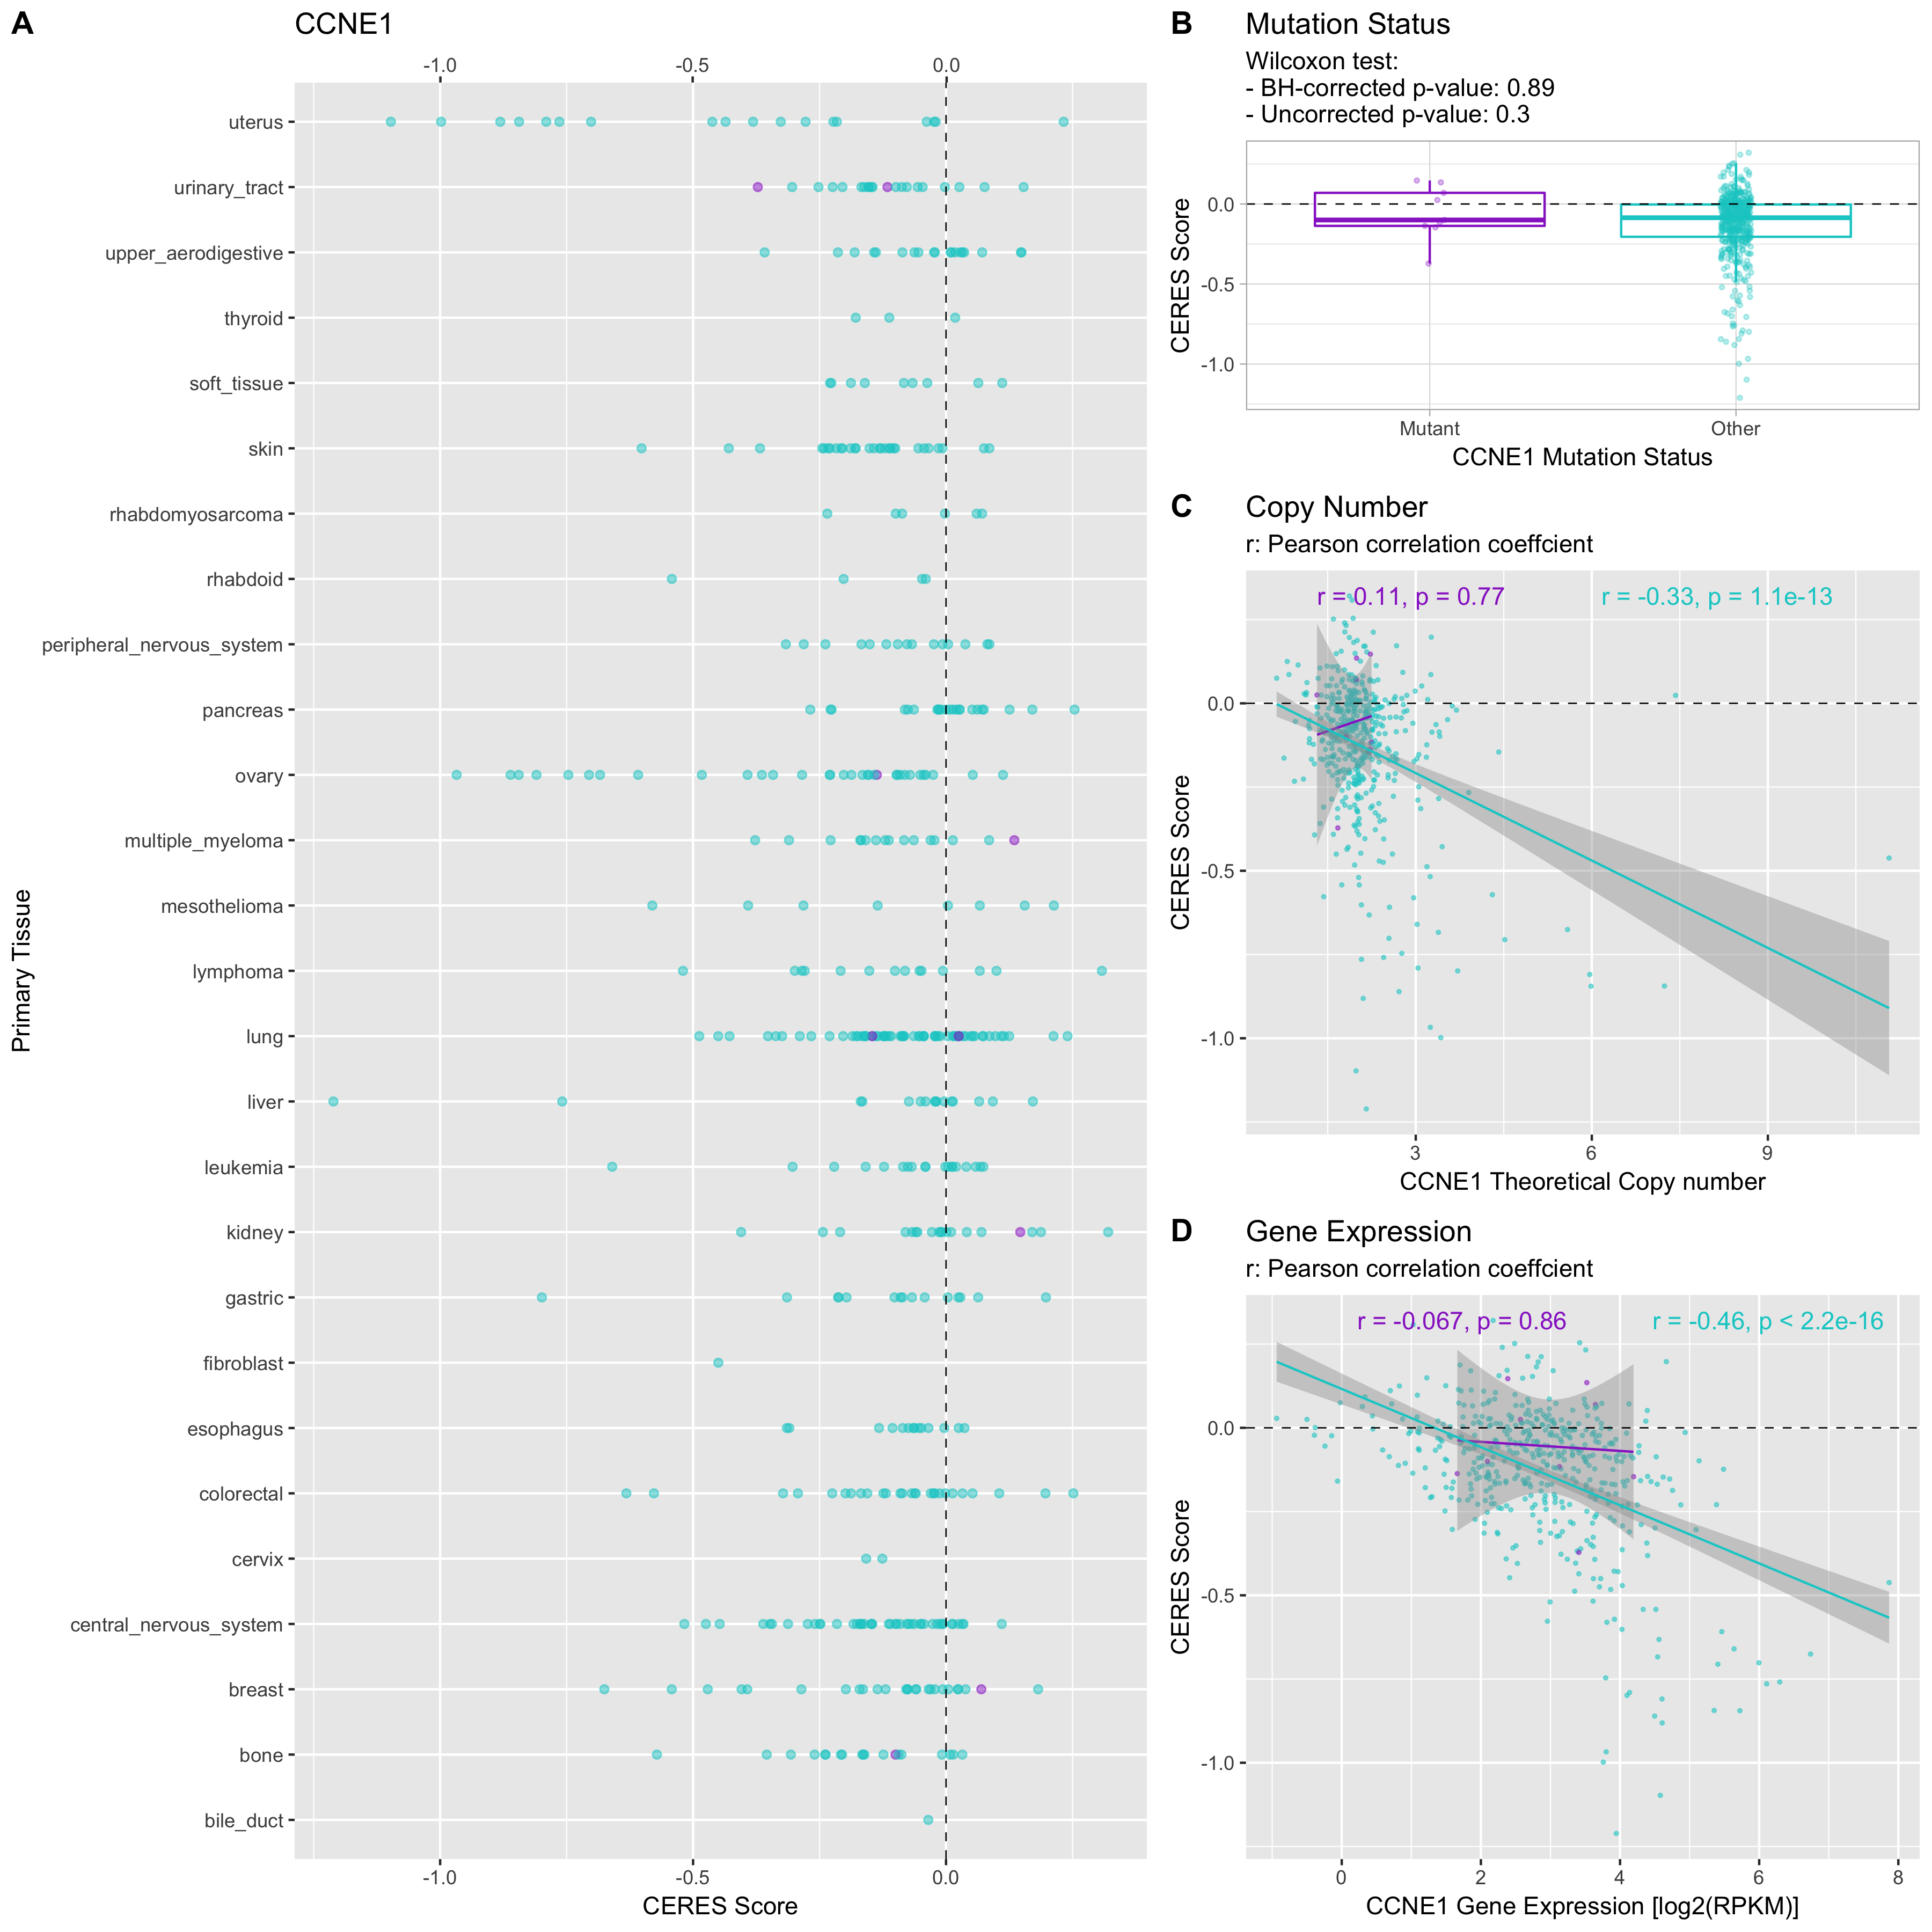 A
CCNE1
-1.0 -0.5 0.0
Primary Tissue
uterus
urinary_tract
upper_aerodigestive
thyroid
soft_tissue
skin
rhabdomyosarcoma
rhabdoid
peripheral_nervous_system
pancreas
ovary
multiple_myeloma
mesothelioma
lymphoma
lung
liver
leukemia
kidney
gastric
fibroblast
esophagus
colorectal
cervix
central_nervous_system
breast
bone
bile_duct
-1.0 -0.5 0.0
CERES Score
B
Mutation Status
Wilcoxon test:
- BH-corrected p-value: 0.89
- Uncorrected p-value: 0.3
CERES Score
0.0
-0.5
-1.0
Mutant Other
CCNE1 Mutation Status
C
Copy Number
r: Pearson correlation coeffcient
r = 0.11, p = 0.77 r = -0.33, p = 1.1e-13
CERES Score
0.0
-0.5
-1.0
3 6 9
CCNE1 Theoretical Copy number
D
Gene Expression
r: Pearson correlation coeffcient
r = -0.067, p = 0.86 r = -0.46, p < 2.2e-16
CERES Score
0.0
-0.5
-1.0
0 2 4 6 8
CCNE1 Gene Expression [log2(RPKM)]